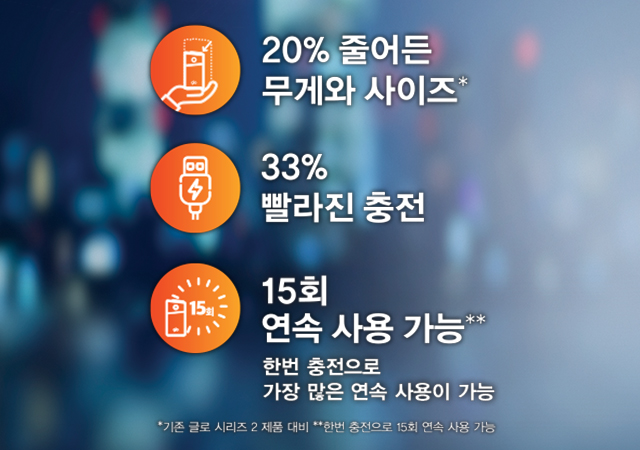 20% 줄어든
무게와 사이즈*
33%
빨라진 충전
15회
15회
연속 사용 가능**
한번 충전으로
가장 많은 연속 사용이 가능
*기존 글로 시리즈 2 제품 대비 **한번 충전으로 15회 연속 사용 가능